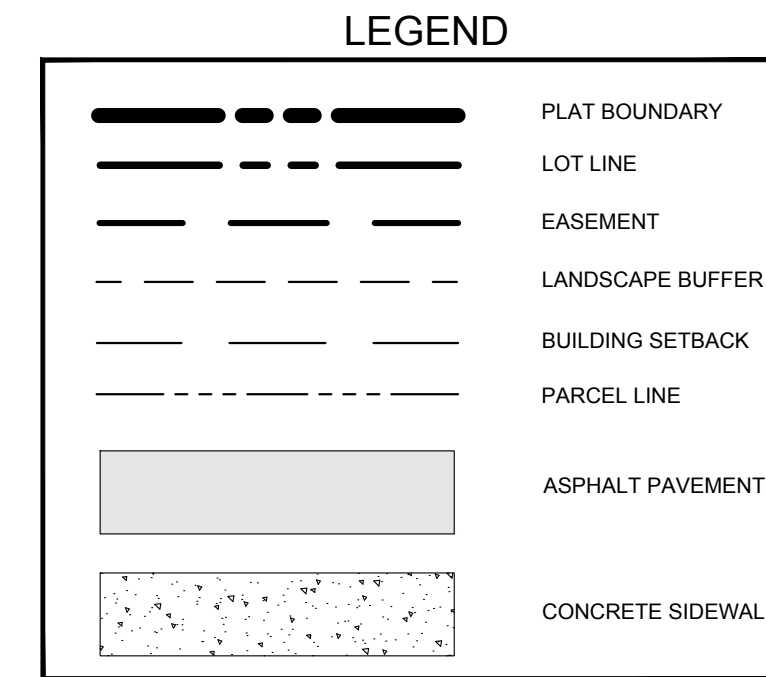 LEGEND
PLAT BOUNDARY
LOT LINE
EASEMENT
LANDSCAPE BUFFER
BUILDING SETBACK
PARCEL LINE
ASPHALT PAVEMENT
CONCRETE SIDEWAL